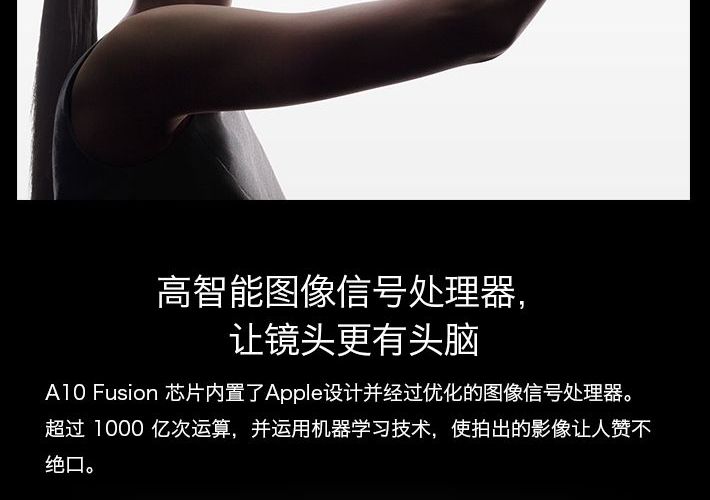 高智能图像信号处理器，
让镜头更有头脑
A10 Fusion 芯片内置了Apple设计并经过优化的图像信号处理器。
超过 1000 亿次运算，并运用机器学习技术，使拍出的影像让人赞不
绝口。